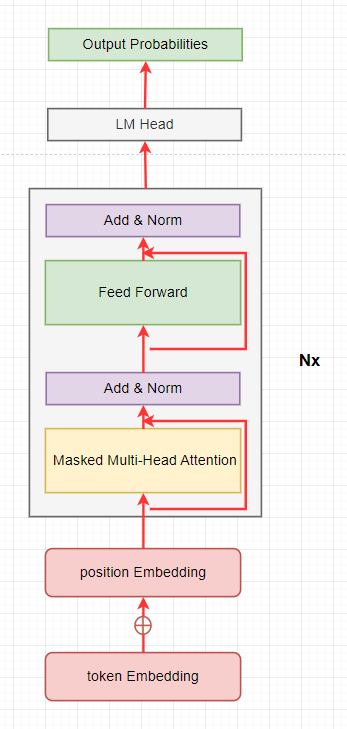 Output Probabilities
LM Head
Add & Norm
Feed Forward
Nx
Add & Norm
Masked Multi-Head Attention
position Embedding
token Embedding